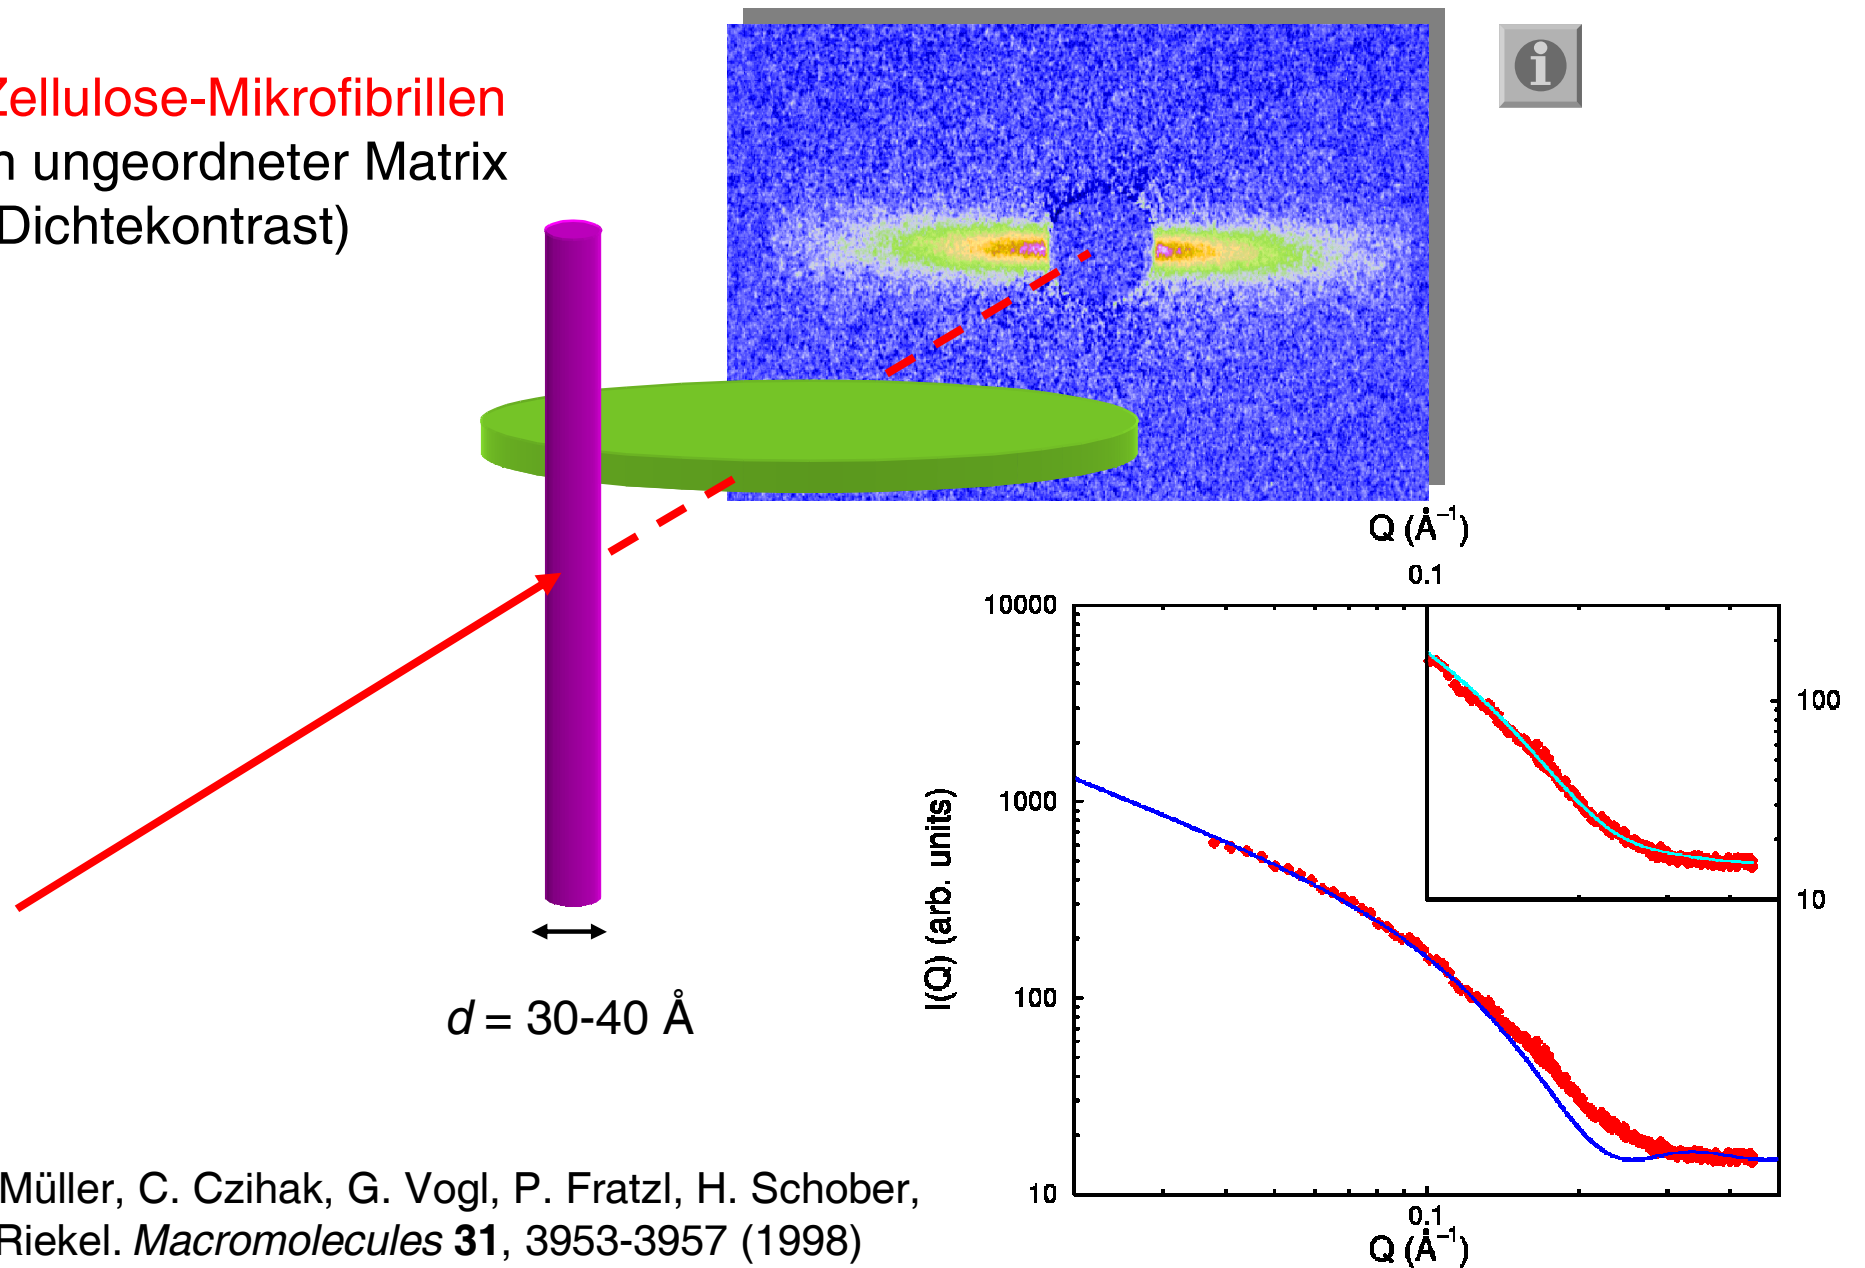 Zellulose-Mikrofibrillen
n ungeordneter Matrix
(Dichtekontrast)
i
d = 30-40 Å
Q (Å⁻¹)
0.1
10000
1000
100
10
I(Q) (arb. units)
100
10
0.1
Q (Å⁻¹)
Müller, C. Czihak, G. Vogl, P. Fratzl, H. Schober,
Riekel. Macromolecules 31, 3953-3957 (1998)